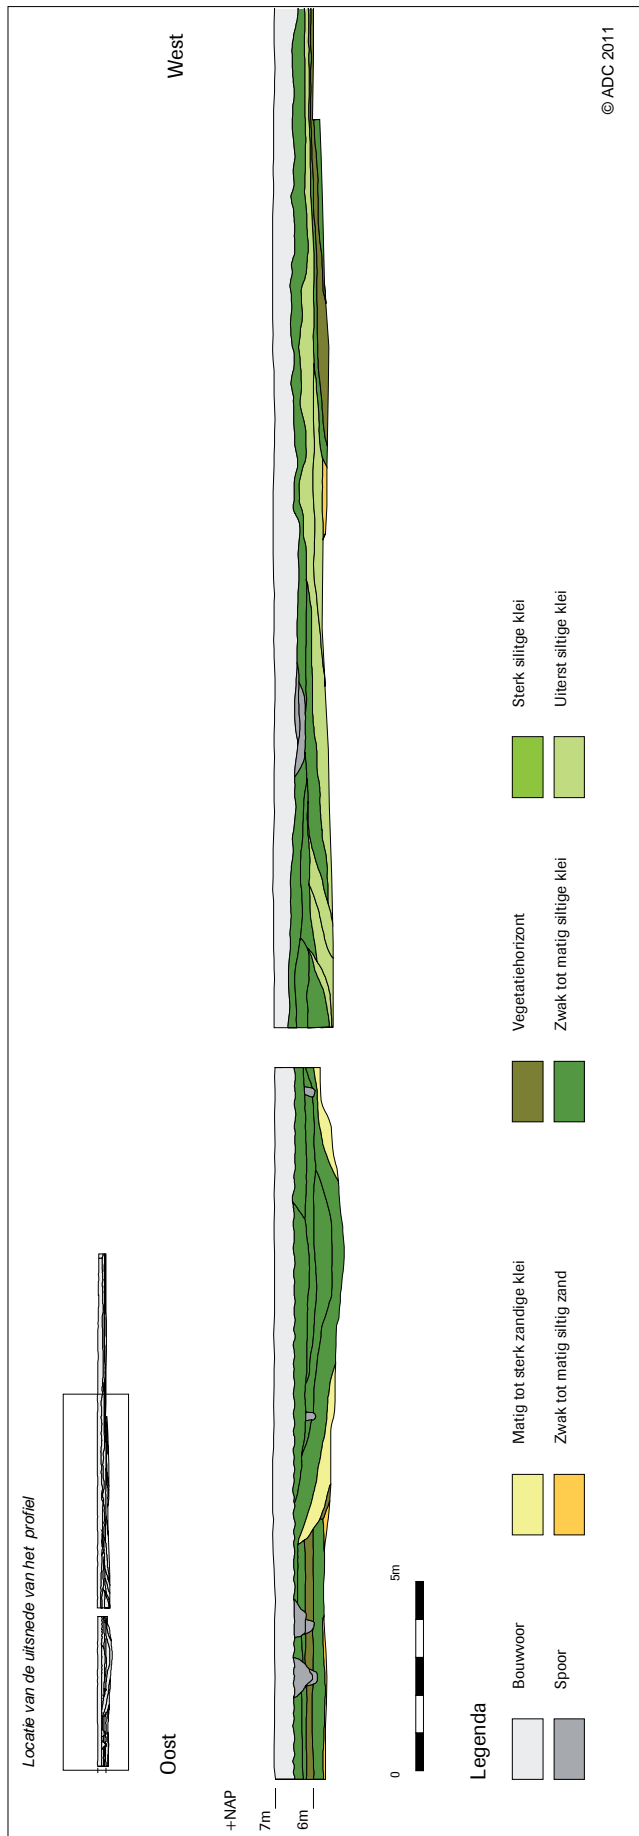 Locatie van de uitsnede van het profiel
Oost
West
+NAP
7m
6m
0
5m
Legenda
Bouwvoor
Spoor
Matig tot sterk zandige klei
Zwak tot matig siltig zand
Vegetatiehorizont
Zwak tot matig siltige klei
Sterk siltge klei
Uiterst siltige klei
© ADC 2011